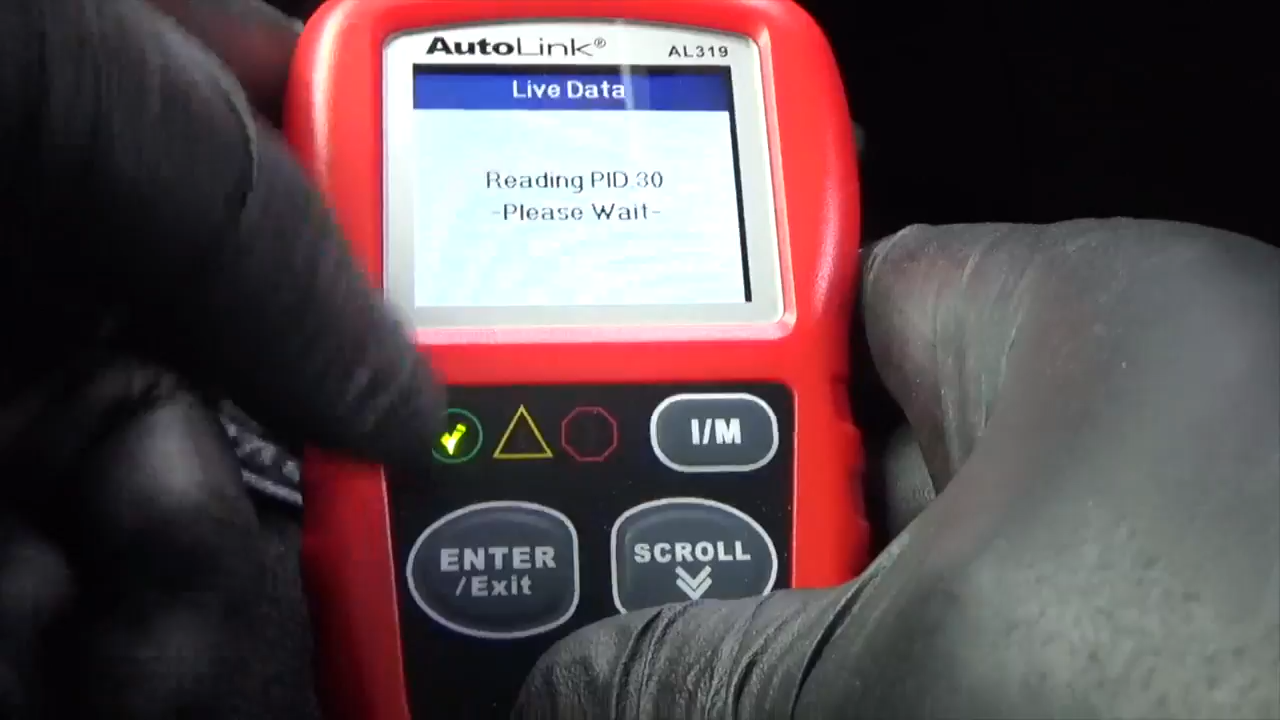 AutoLink®
AL319
Live Data
Reading PID 30
-Please Wait-
I/M
ENTER
/Exit
SCROLL